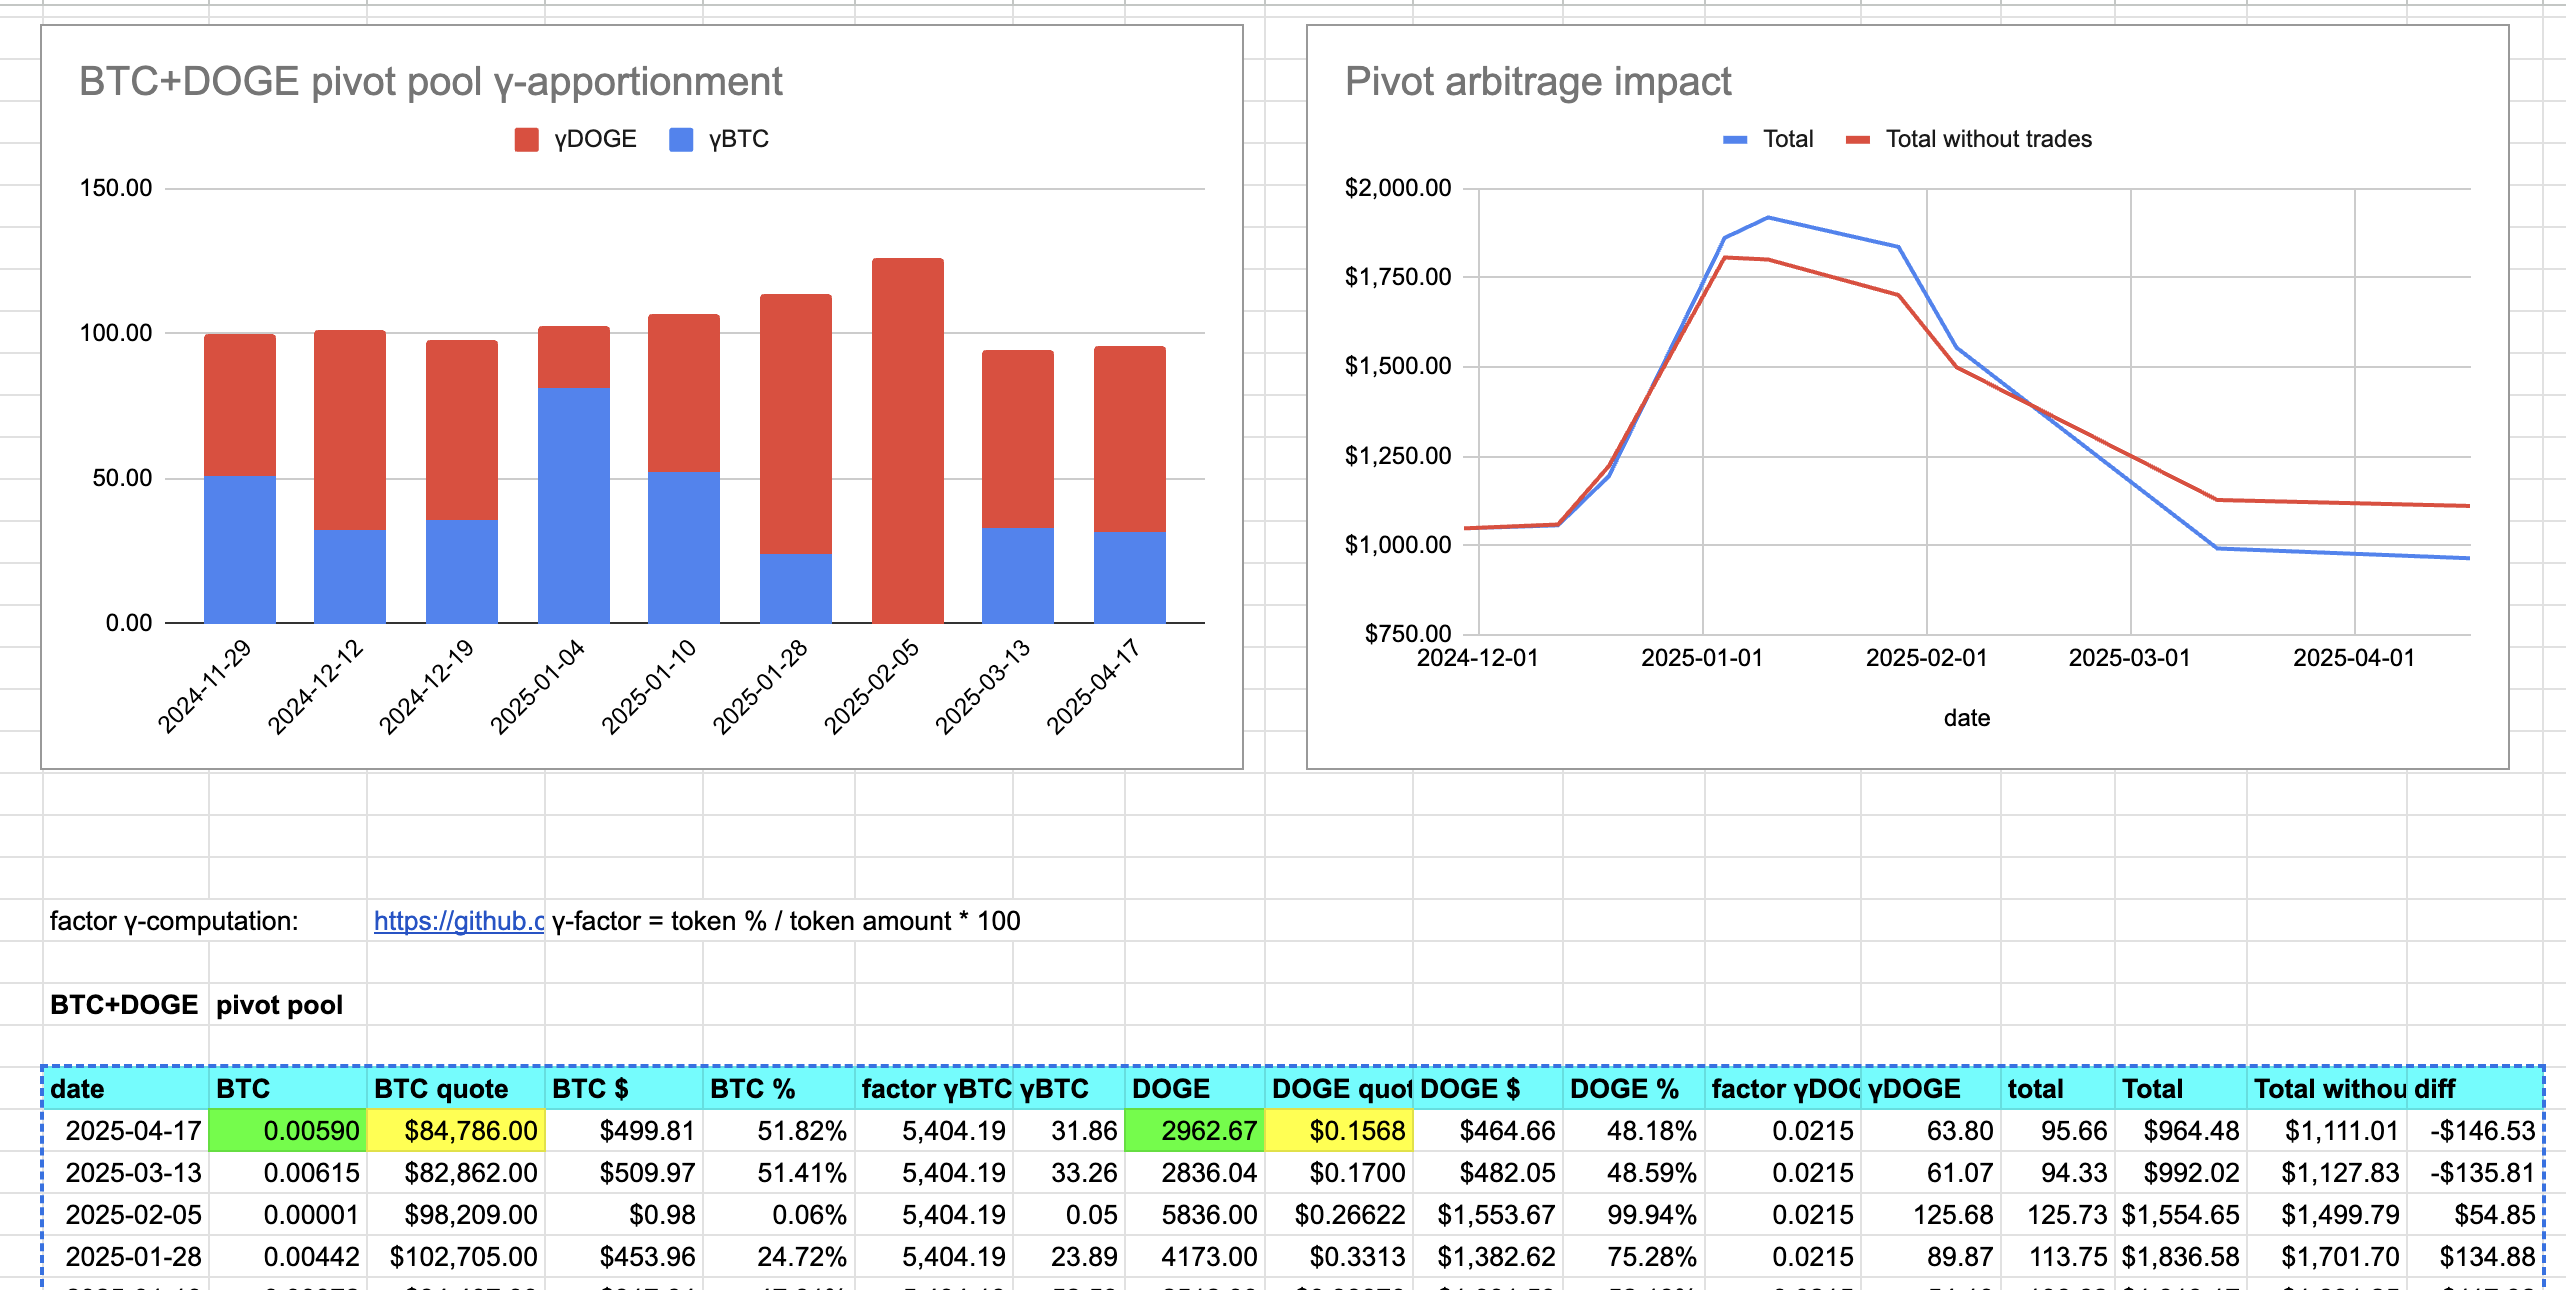 BTC+DOGE pivot pool γ-apportionment
γDOGE γBTC
150.00
100.00
50.00
0.00
2024-11-29 2024-12-12 2024-12-19 2025-01-04 2025-01-10 2025-01-28 2025-02-05 2025-03-13 2025-04-17
Pivot arbitrage impact
Total Total without trades
$2,000.00
$1,750.00
$1,500.00
$1,250.00
$1,000.00
$750.00
2024-12-01 2025-01-01 2025-02-01 2025-03-01 2025-04-01
date
factor γ-computation: https://github.c γ-factor = token % / token amount * 100
BTC+DOGE pivot pool
date BTC BTC quote BTC $ BTC % factor γBTC γBTC DOGE DOGE quot DOGE $ DOGE % factor γDOG γDOGE total Total Total withou diff
2025-04-17 0.00590 $84,786.00 $499.81 51.82% 5,404.19 31.86 2962.67 $0.1568 $464.66 48.18% 0.0215 63.80 95.66 $964.48 $1,111.01 -$146.53
2025-03-13 0.00615 $82,862.00 $509.97 51.41% 5,404.19 33.26 2836.04 $0.1700 $482.05 48.59% 0.0215 61.07 94.33 $992.02 $1,127.83 -$135.81
2025-02-05 0.00001 $98,209.00 $0.98 0.06% 5,404.19 0.05 5836.00 $0.26622 $1,553.67 99.94% 0.0215 125.68 125.73 $1,554.65 $1,499.79 $54.85
2025-01-28 0.00442 $102,705.00 $453.96 24.72% 5,404.19 23.89 4173.00 $0.3313 $1,382.62 75.28% 0.0215 89.87 113.75 $1,836.58 $1,701.70 $134.88